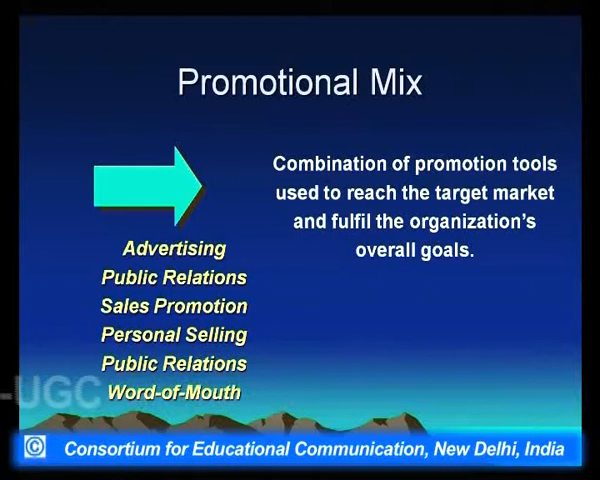 Promotional Mix
Combination of promotion tools
used to reach the target market
and fulfil the organization's
overall goals.
Advertising
Public Relations
Sales Promotion
Personal Selling
Public Relations
Word-of-Mouth
-UGC
© Consortium for Educational Communication, New Delhi, India